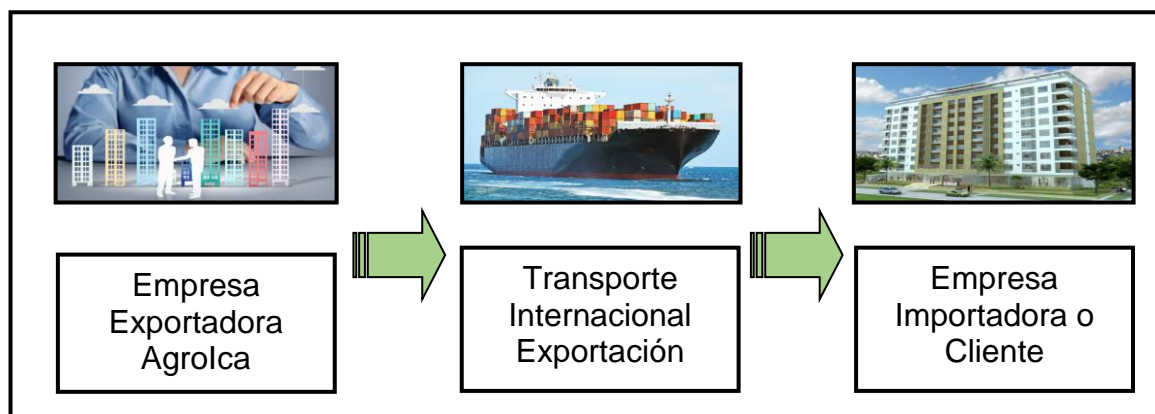 Empresa
Exportadora
AgroIca
Transporte
Internacional
Exportación
Empresa
Importadora o
Cliente